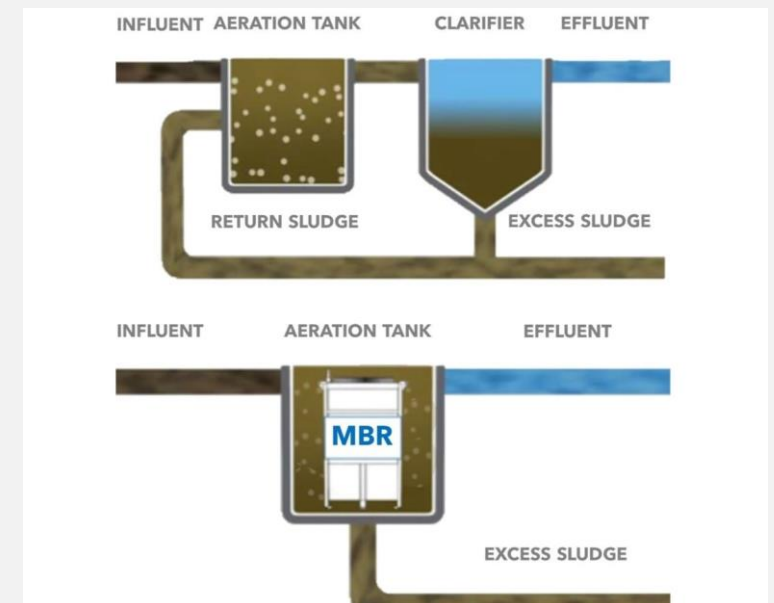 INFLUENT AERATION TANK CLARIFIER EFFLUENT
RETURN SLUDGE EXCESS SLUDGE
INFLUENT AERATION TANK EFFLUENT
MBR
EXCESS SLUDGE